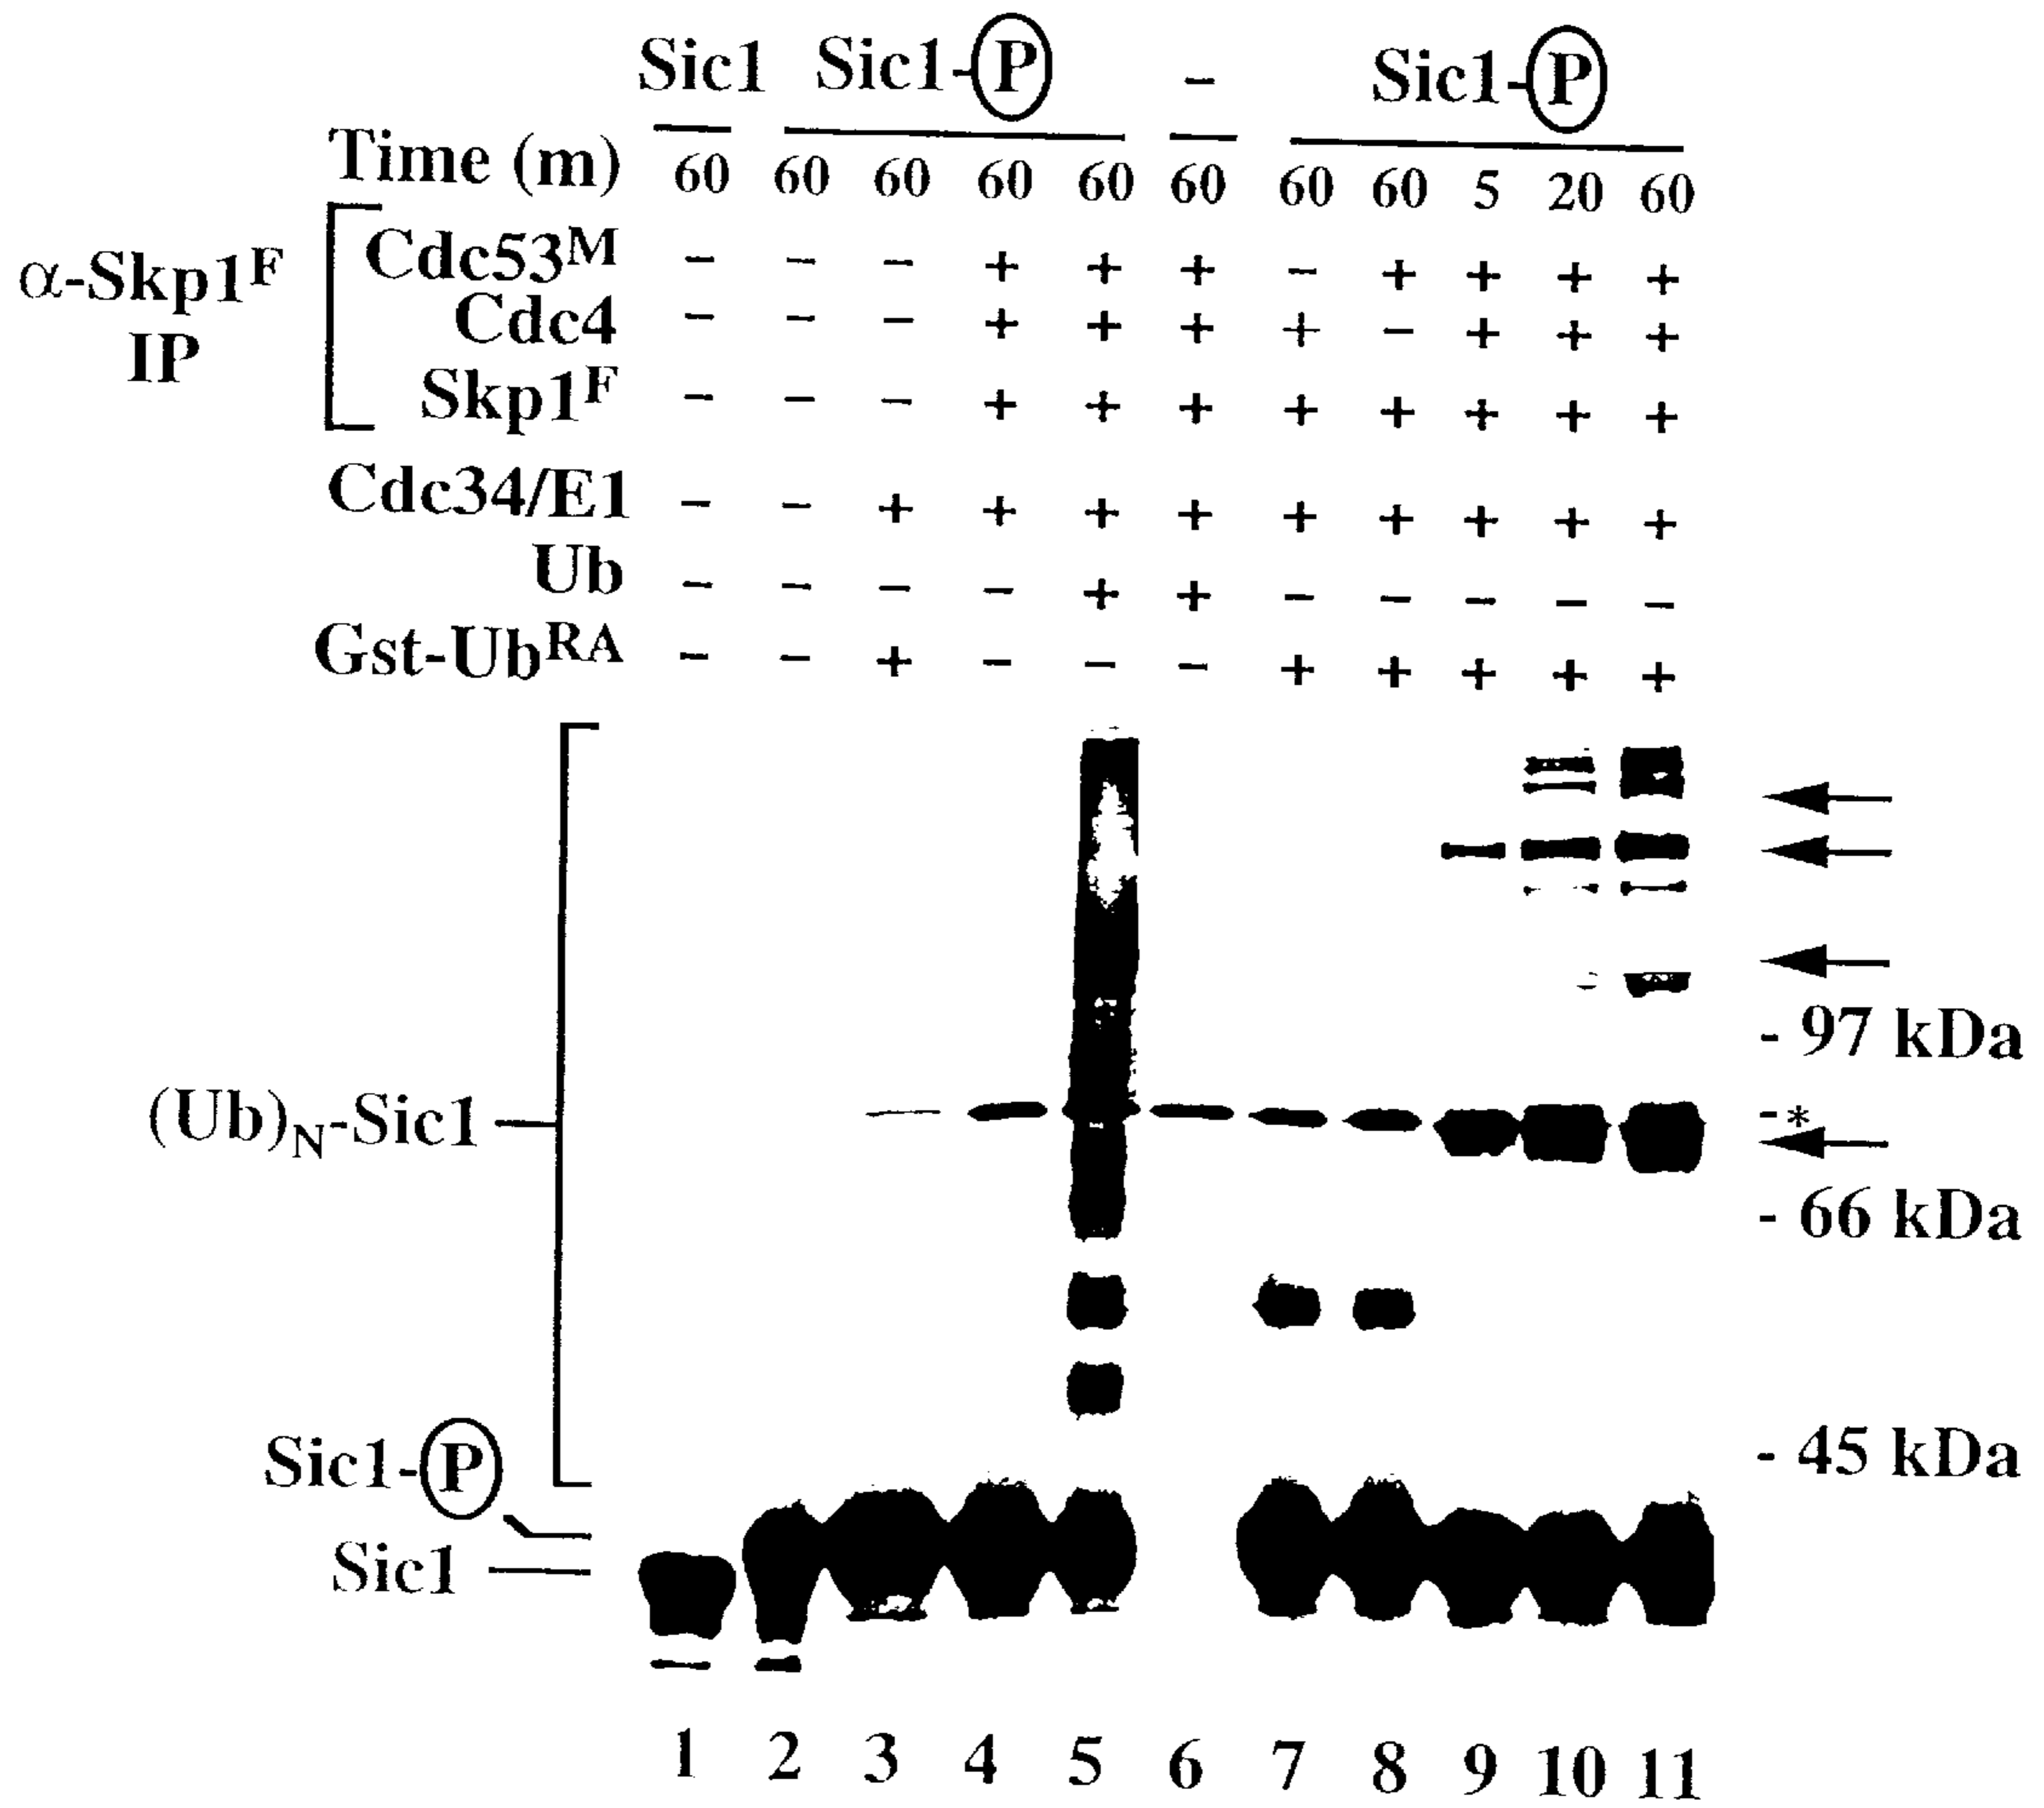 Sic1 Sic1-P - Sic1-P
Time (m) 60 60 60 60 60 60 60 60 5 20 60
α-Skp1F
IP
Cdc53M - - - + + + - + + + +
Cdc4 - - - + + + + - + + +
Skp1F - - - + + + + + + + +
Cdc34/E1 - - + + + + + + + + +
Ub - - - - + + - - - - -
Gst-UbRA - - + - - - + + + + +
- 97 kDa
(Ub)N-Sic1
-*
- 66 kDa
- 45 kDa
Sic1-P
Sic1
1 2 3 4 5 6 7 8 9 10 11